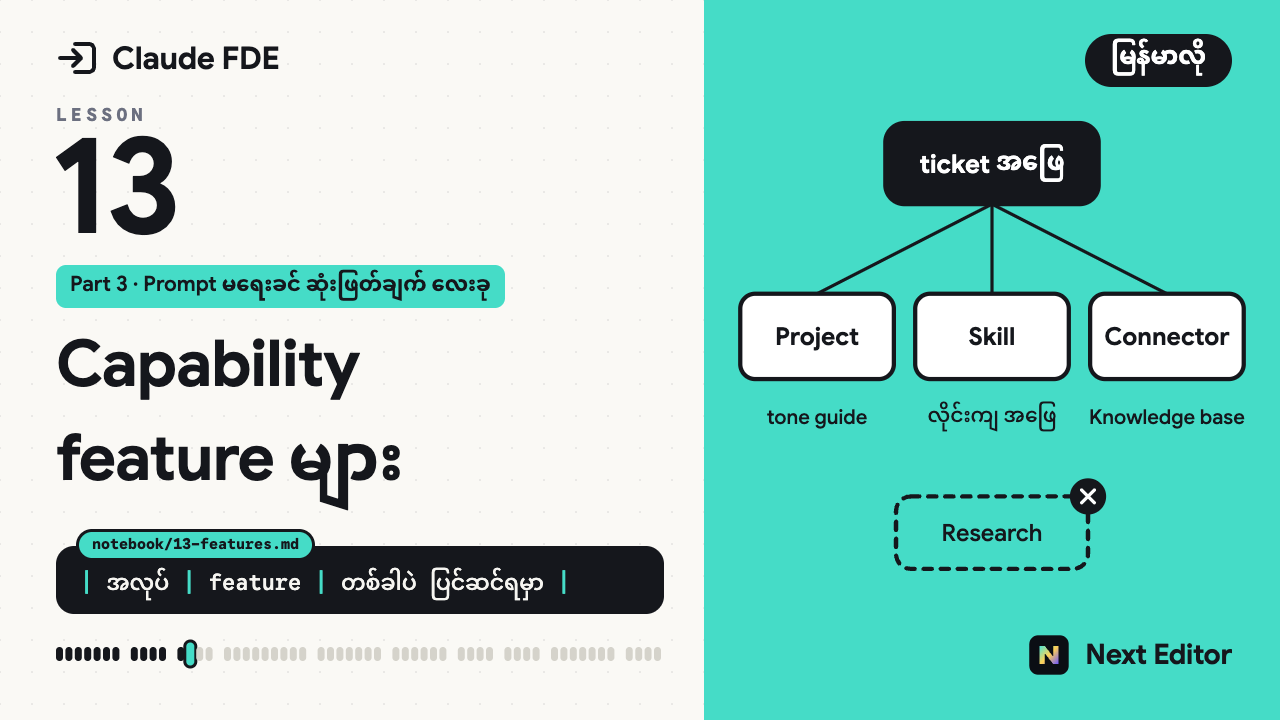 Claude FDE
LESSON
13
Part 3 · Prompt မရေးခင် ဆုံးဖြတ်ချက် လေးခု
Capability
feature များ
notebook/13-features.md
| အလုပ် | feature | တစ်ခါပဲ ပြင်ဆင်ရမှာ |
မြန်မာလို
ticket အဖြေ
Project
Skill
Connector
tone guide
လိုင်းကျ အဖြေ
Knowledge base
Research
N Next Editor